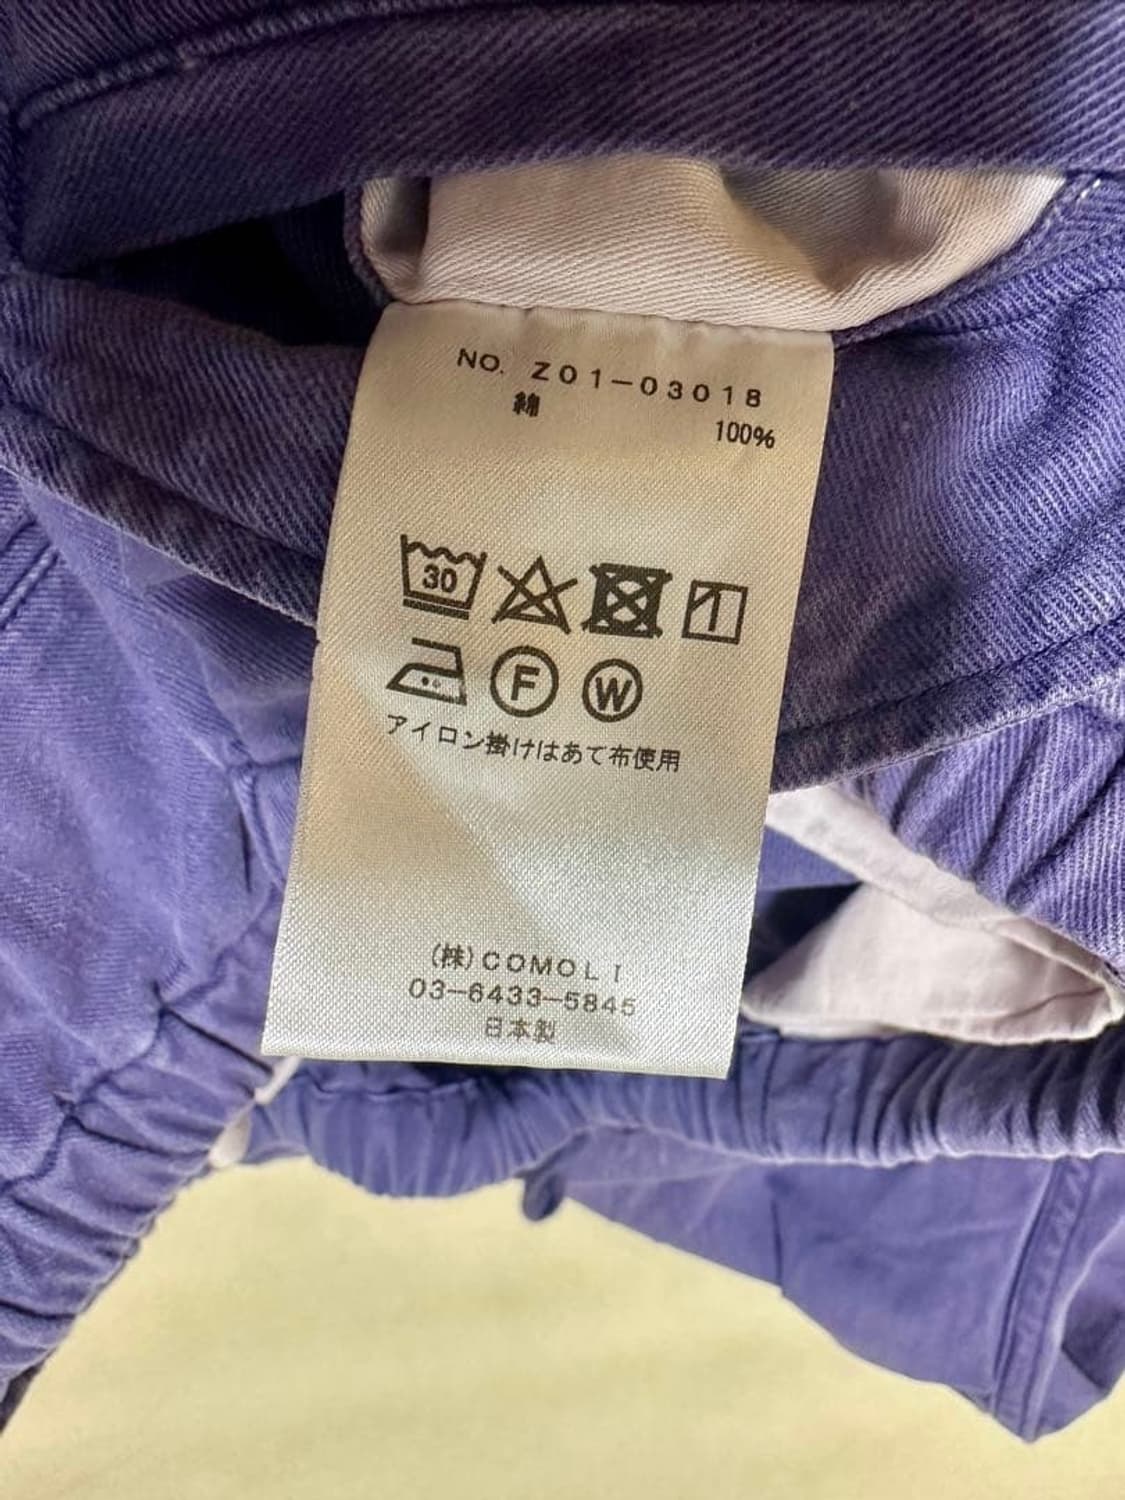 NO. Z01-03018
綿 100%
30
F W
アイロン掛けはあて布使用
(株)COMOLI
03-6433-5845
日本製